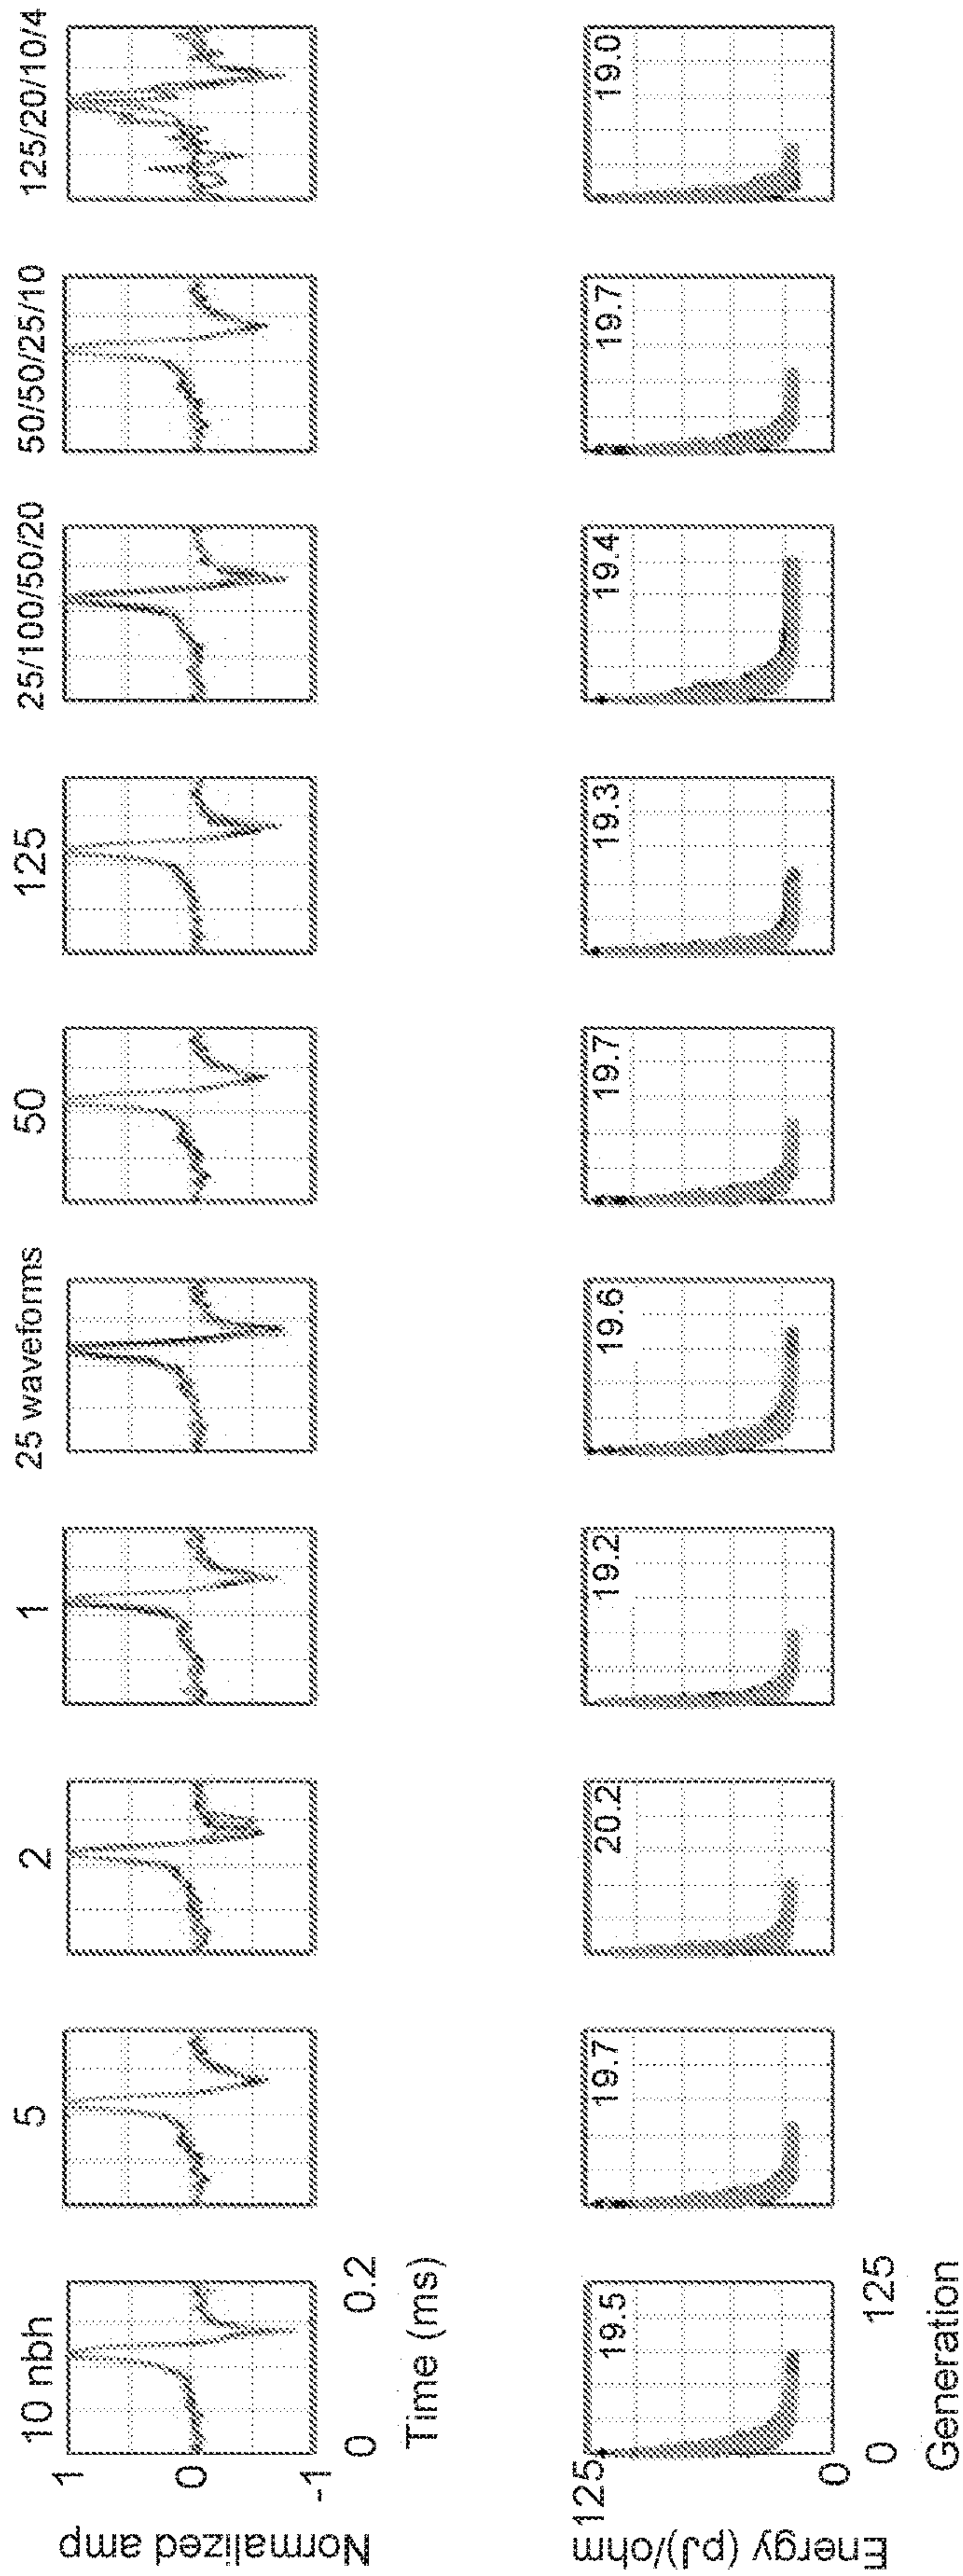 10 nbh 5 2 1 25 waveforms 50 125 25/100/50/20 50/50/25/10 125/20/10/4
Normalized amp
1
0
-1
0 0.2
Time (ms)
Energy (pJ)/ohm
125
0
19.5 19.7 20.2 19.2 19.6 19.7 19.3 19.4 19.7 19.0
0 125
Generation